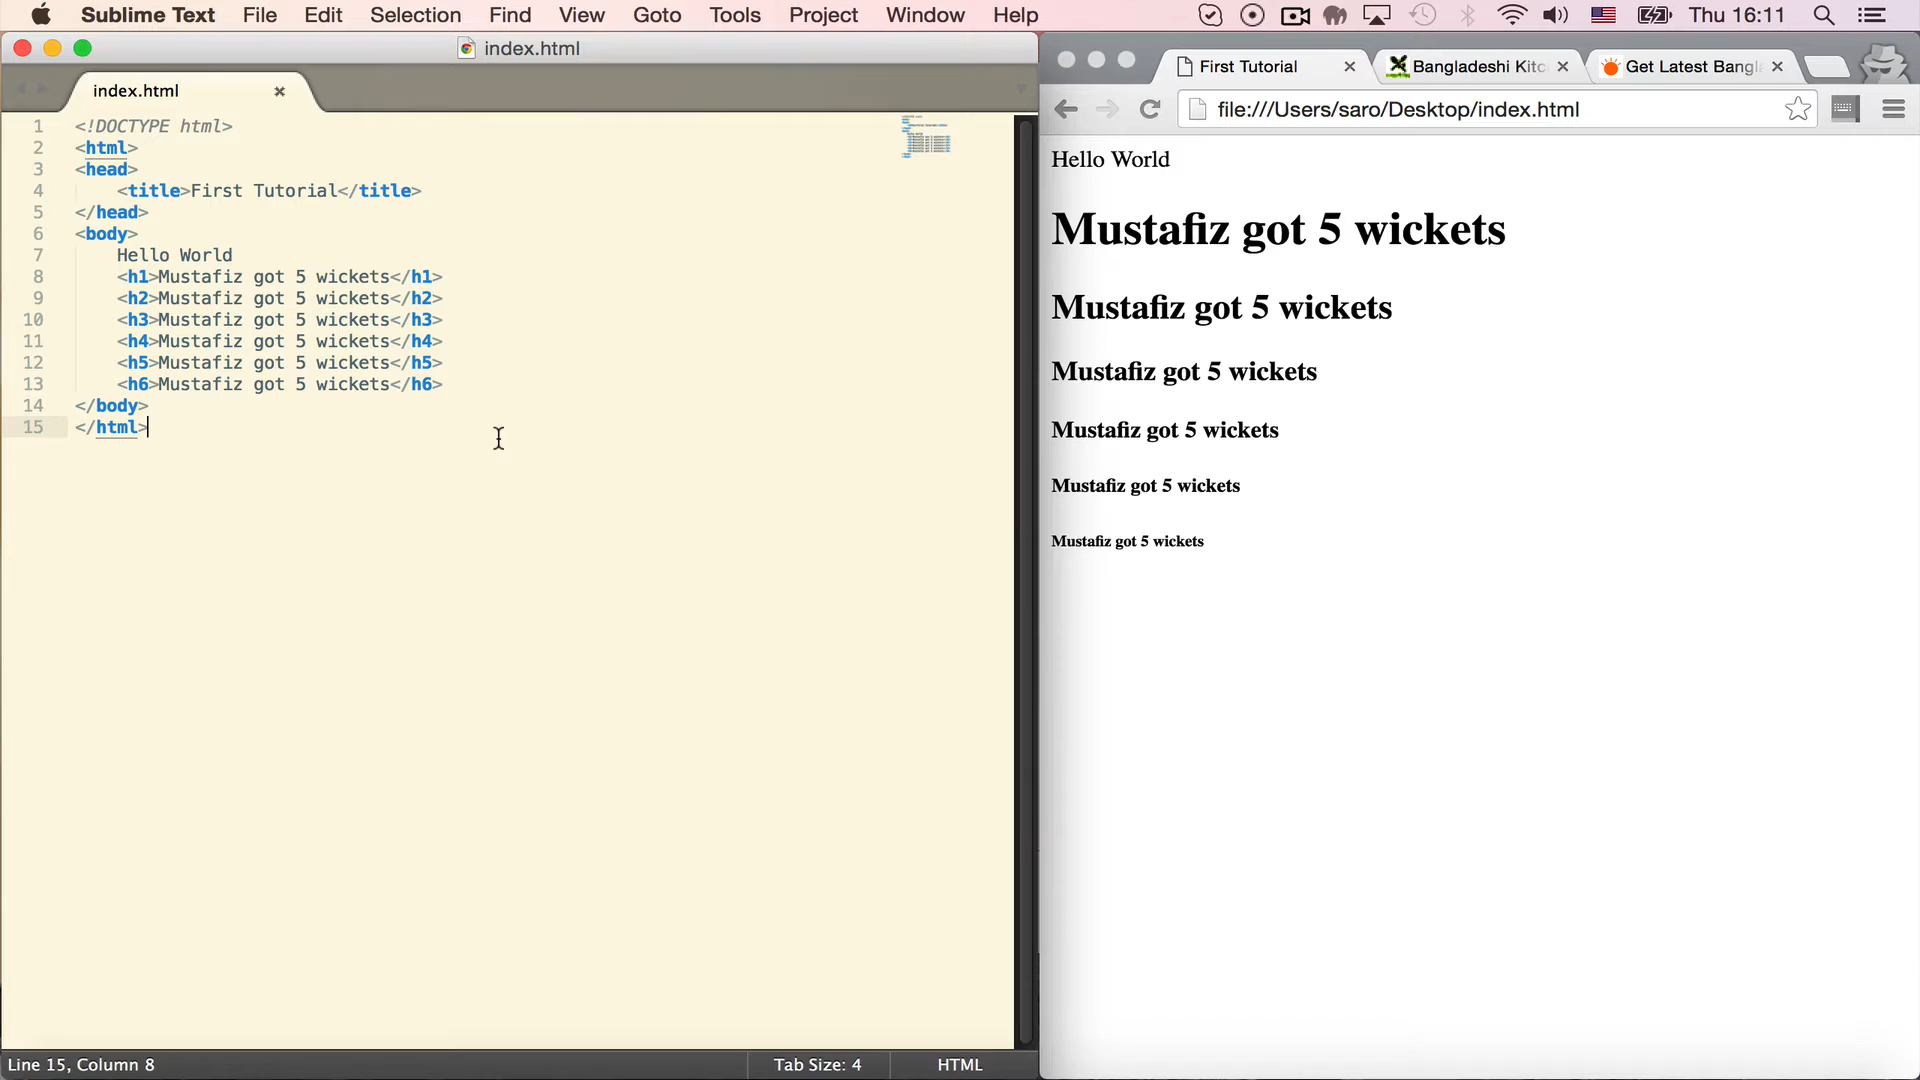 Sublime Text File Edit Selection Find View Goto Tools Project Window Help Thu 16:11
index.html
index.html
1 <!DOCTYPE html>
2 <html>
3 <head>
4 <title>First Tutorial</title>
5 </head>
6 <body>
7 Hello World
8 <h1>Mustafiz got 5 wickets</h1>
9 <h2>Mustafiz got 5 wickets</h2>
10 <h3>Mustafiz got 5 wickets</h3>
11 <h4>Mustafiz got 5 wickets</h4>
12 <h5>Mustafiz got 5 wickets</h5>
13 <h6>Mustafiz got 5 wickets</h6>
14 </body>
15 </html>
Line 15, Column 8 Tab Size: 4 HTML
First Tutorial Bangladeshi Kitc Get Latest Bangl
file:///Users/saro/Desktop/index.html
Hello World
Mustafiz got 5 wickets
Mustafiz got 5 wickets
Mustafiz got 5 wickets
Mustafiz got 5 wickets
Mustafiz got 5 wickets
Mustafiz got 5 wickets